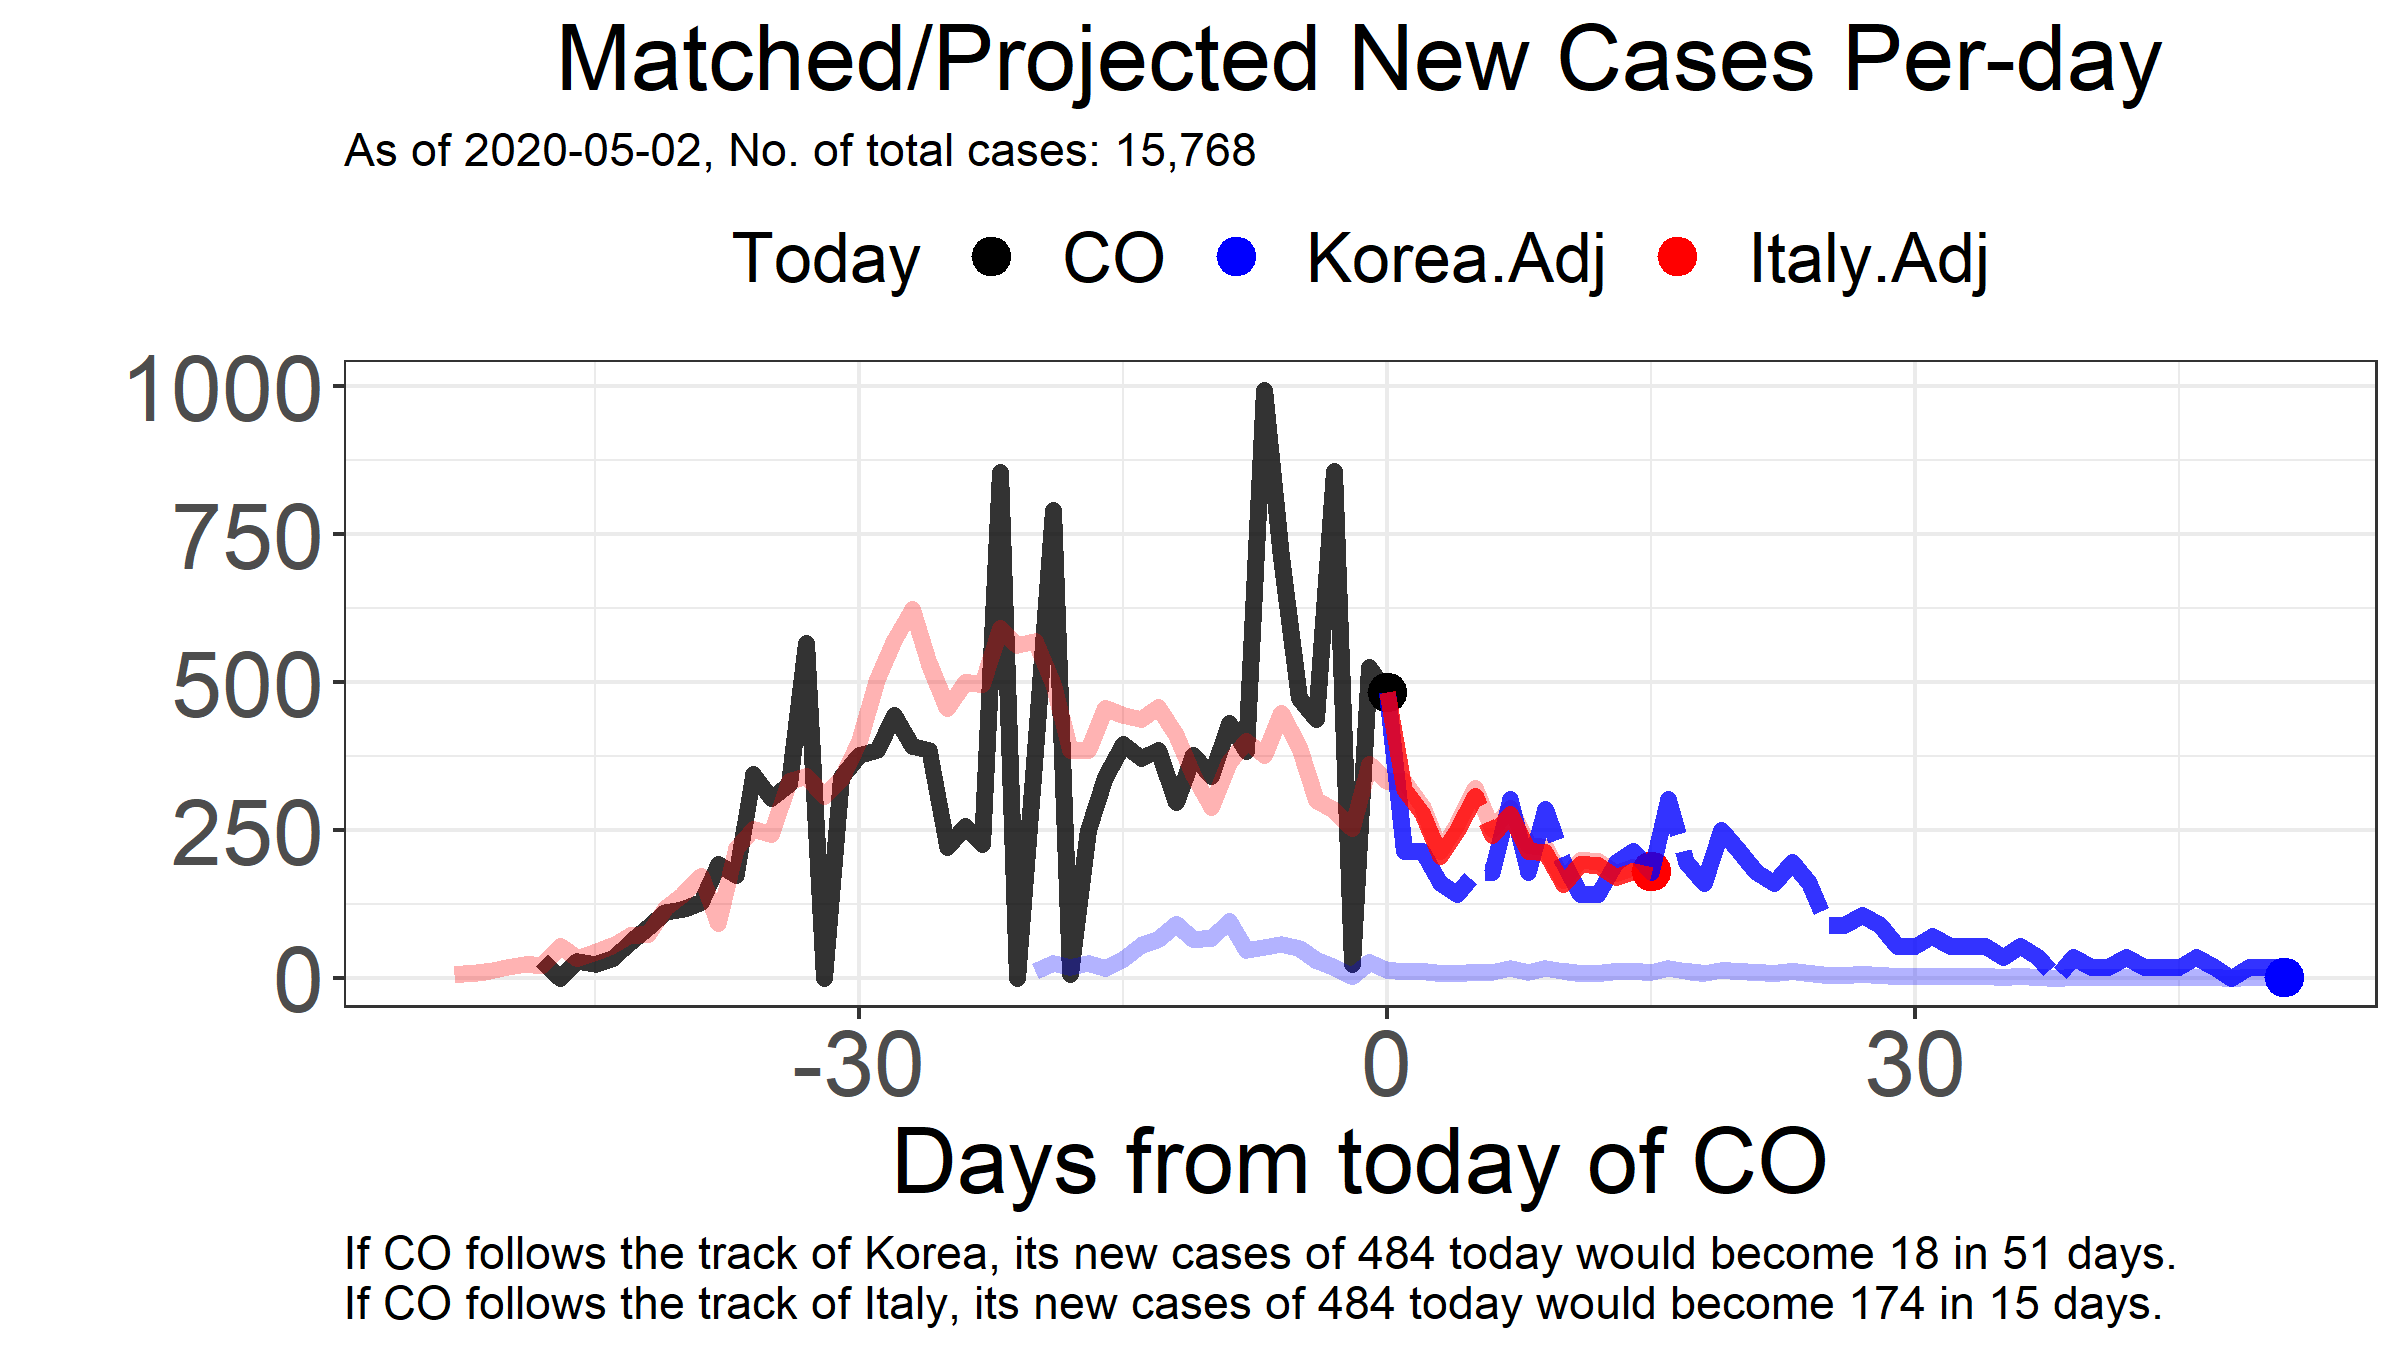 Matched/Projected New Cases Per-day
As of 2020-05-02, No. of total cases: 15,768
Today CO Korea.Adj Italy.Adj
1000
750
500
250
0
-30 0 30
Days from today of CO
If CO follows the track of Korea, its new cases of 484 today would become 18 in 51 days.
If CO follows the track of Italy, its new cases of 484 today would become 174 in 15 days.